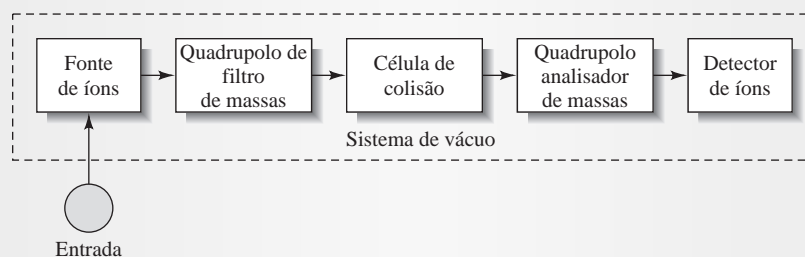 Fonte
de íons
Quadrupolo de
filtro
de massas
Célula de
colisão
Quadrupolo
analisador
de massas
Detector
de íons
Sistema de vácuo
Entrada